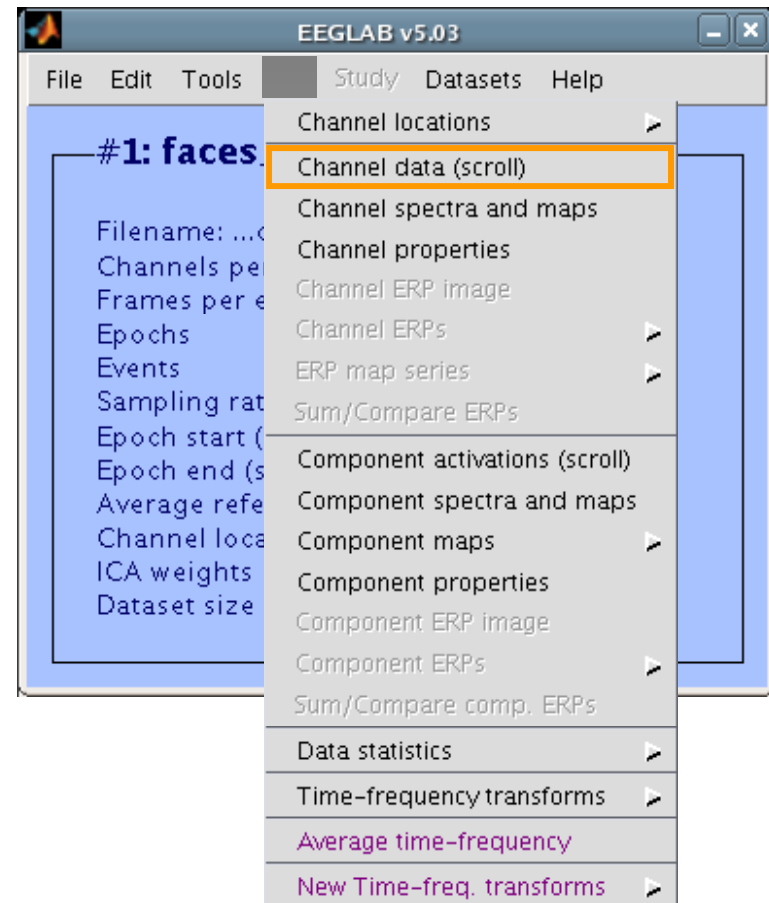 EEGLAB v5.03
File Edit Tools Study Datasets Help
#1: faces_
Filename: ...
Channels per
Frames per e
Epochs
Events
Sampling rat
Epoch start (
Epoch end (s
Average refe
Channel loca
ICA weights
Dataset size
Channel locations
Channel data (scroll)
Channel spectra and maps
Channel properties
Channel ERP image
Channel ERPs
ERP map series
Sum/Compare ERPs
Component activations (scroll)
Component spectra and maps
Component maps
Component properties
Component ERP image
Component ERPs
Sum/Compare comp. ERPs
Data statistics
Time-frequency transforms
Average time-frequency
New Time-freq. transforms